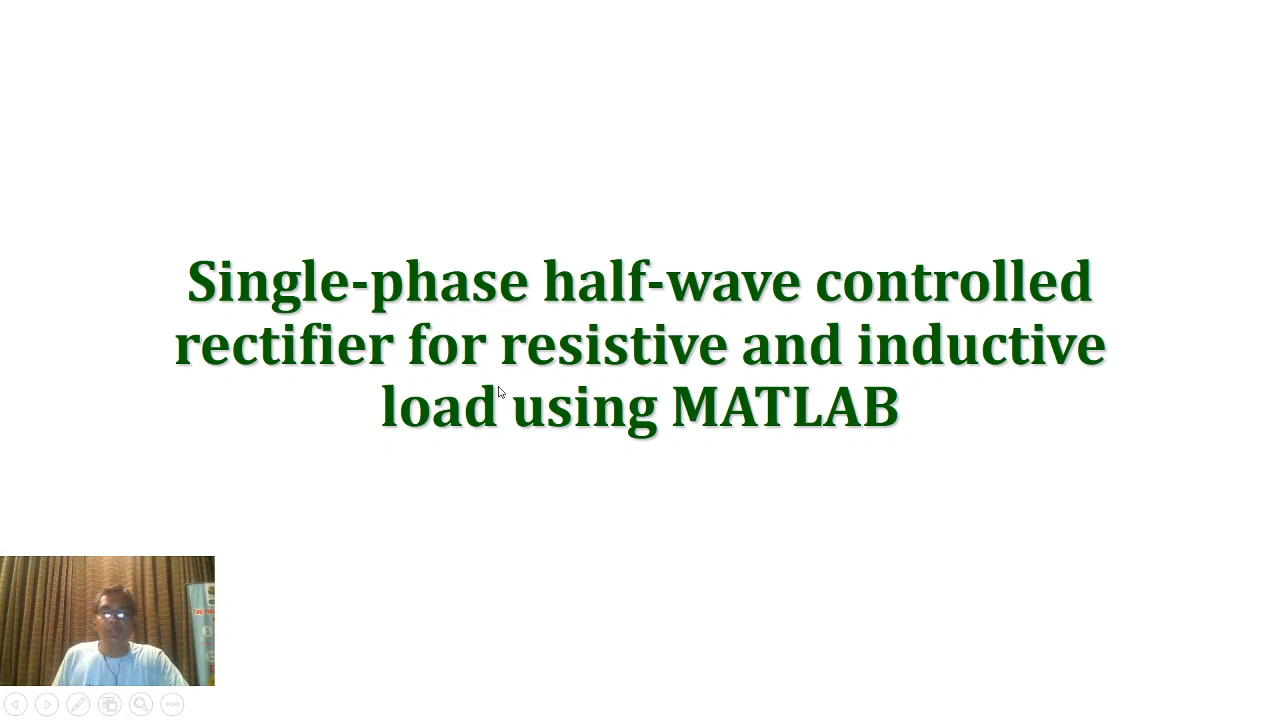 Single-phase half-wave controlled
rectifier for resistive and inductive
load using MATLAB